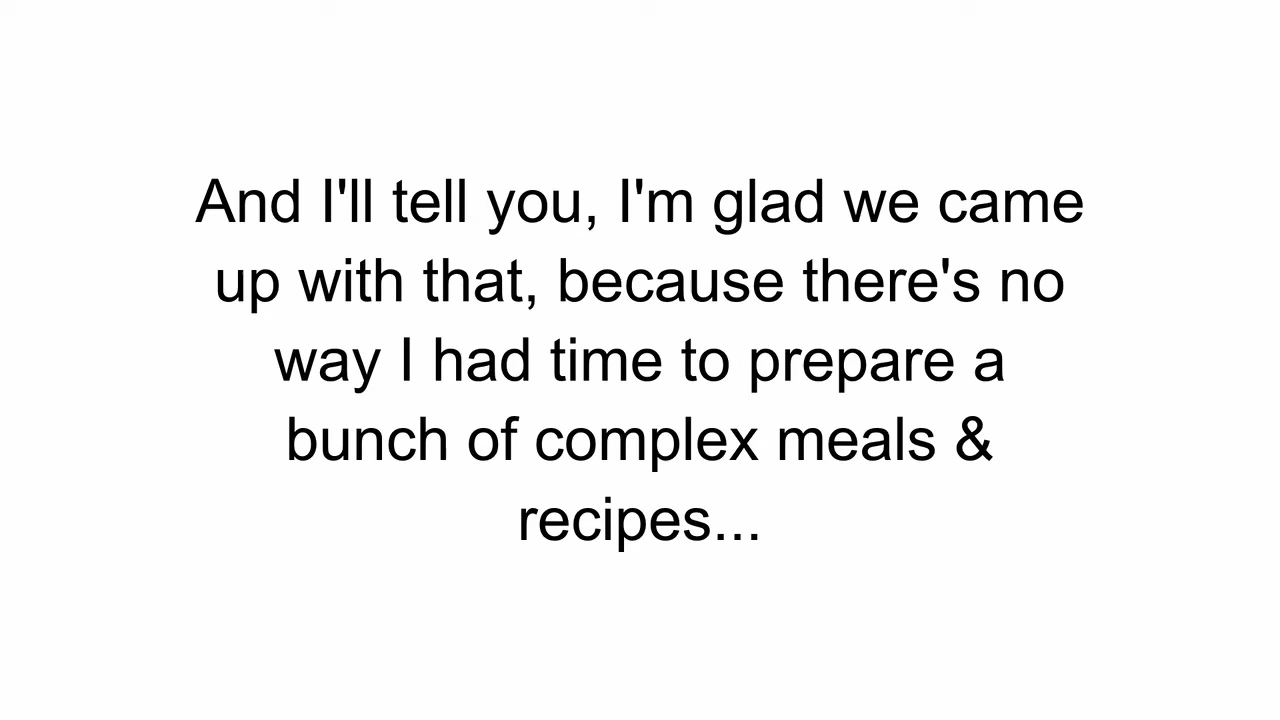 And I'll tell you, I'm glad we came
up with that, because there's no
way I had time to prepare a
bunch of complex meals &
recipes...